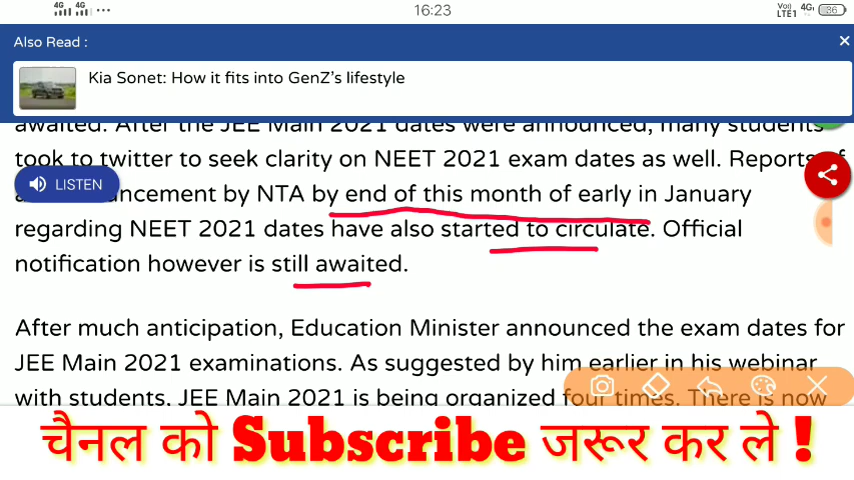 4G 4G 16:23 Vo) LTE1 4G 36
Also Read :
Kia Sonet: How it fits into GenZ's lifestyle
awaited. After the JEE Main 2021 dates were announced, many students
took to twitter to seek clarity on NEET 2021 exam dates as well. Reports of
LISTEN by NTA by end of this month of early in January
regarding NEET 2021 dates have also started to circulate. Official
notification however is still awaited.
After much anticipation, Education Minister announced the exam dates for
JEE Main 2021 examinations. As suggested by him earlier in his webinar
with students, JEE Main 2021 is being organized four times. There is now
चैनल को Subscribe जरूर कर ले !